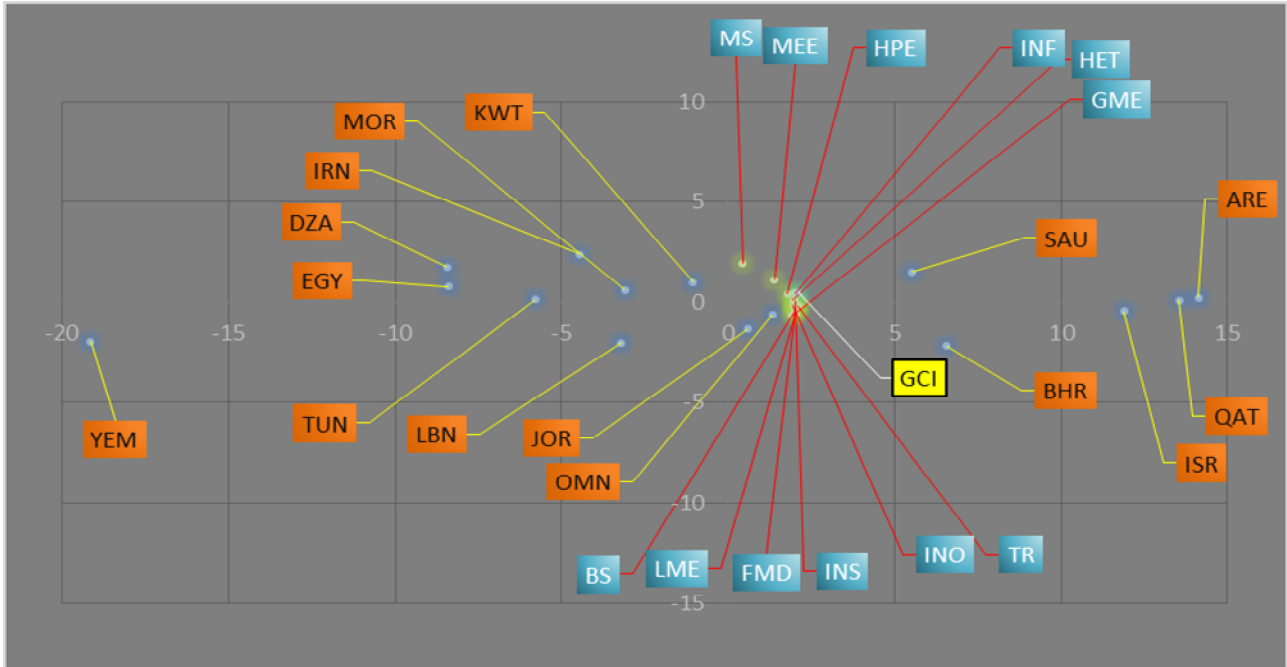 MS
MEE
HPE
INF
HET
GME
10
KWT
MOR
IRN
5
ARE
DZA
SAU
EGY
0
-20
-15
-10
-5
0
5
10
15
GCI
BHR
-5
QAT
TUN
LBN
JOR
YEM
ISR
OMN
-10
BS
LME
FMD
INS
INO
TR
-15